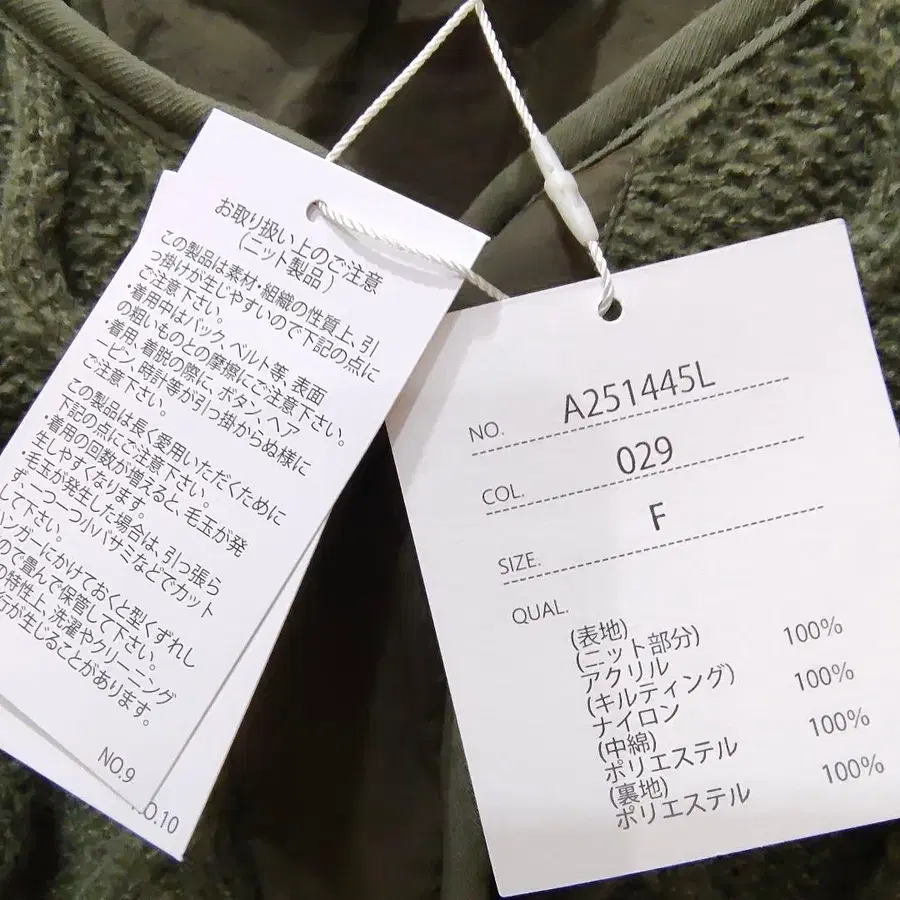 お取り扱い上のご注意
(ニット製品)
この製品は素材・組織の性質上、引
つ掛けが生じやすいので下記の点に
ご注意下さい。
・着用中はバック、ベルト等、表面
の粗いものとの摩擦にご注意下さい。
・着用、着脱の際に、ボタン、ヘア
ーピン、時計等が引っ掛からぬ様に
ご注意下さい。
この製品は長く愛用いただくために
下記の点にご注意下さい。
・着用の回数が増えると、毛玉が発
生しやすくなります。
・毛玉が発生した場合は、引っ張ら
ず、一つ一つ小バサミなどでカット
して下さい。
ハンガーにかけておくと型くずれし
ので畳んで保管して下さい。
の特性上、洗濯やクリーニング
行が生じることがあります。
NO.9
NO.10
NO. A251445L
COL. 029
SIZE. F
QUAL.
(表地)
(ニット部分)
アクリル 100%
(キルティング)
ナイロン 100%
(中綿)
ポリエステル 100%
(裏地)
ポリエステル 100%